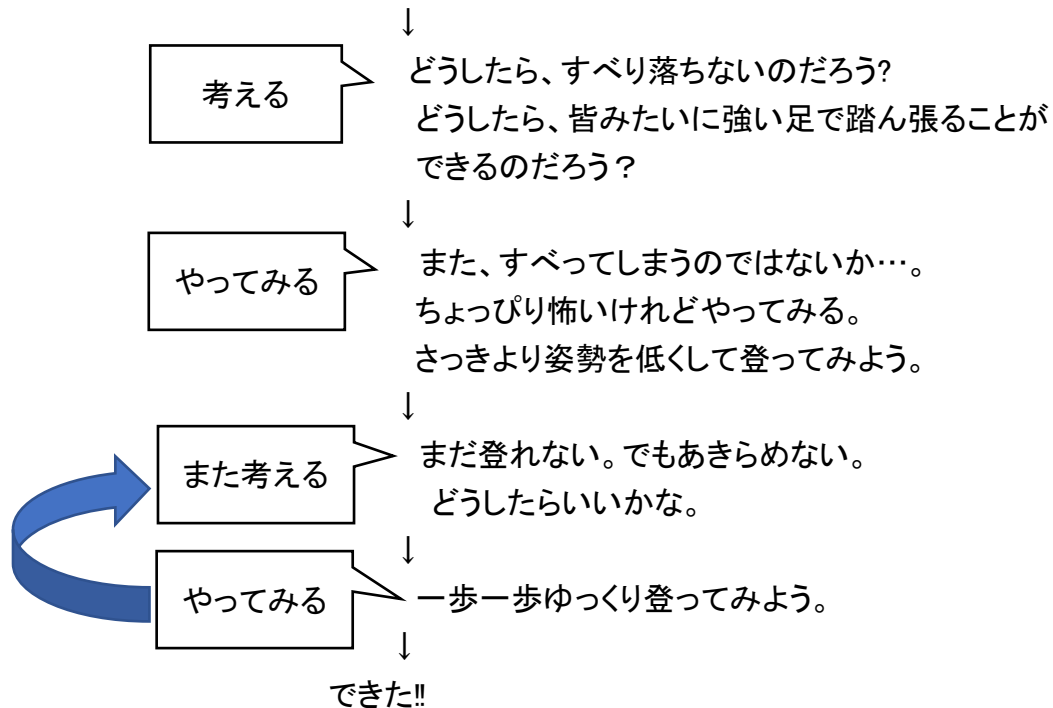 ↓
考える
どうしたら、すべり落ちないのだろう?
どうしたら、皆みたいに強い足で踏ん張ることが
できるのだろう？
↓
やってみる
また、すべってしまうのではないか…。
ちょっぴり怖いけれどやってみる。
さっきより姿勢を低くして登ってみよう。
↓
また考える
まだ登れない。でもあきらめない。
どうしたらいいかな。
↓
やってみる
一歩一歩ゆっくり登ってみよう。
↓
できた‼